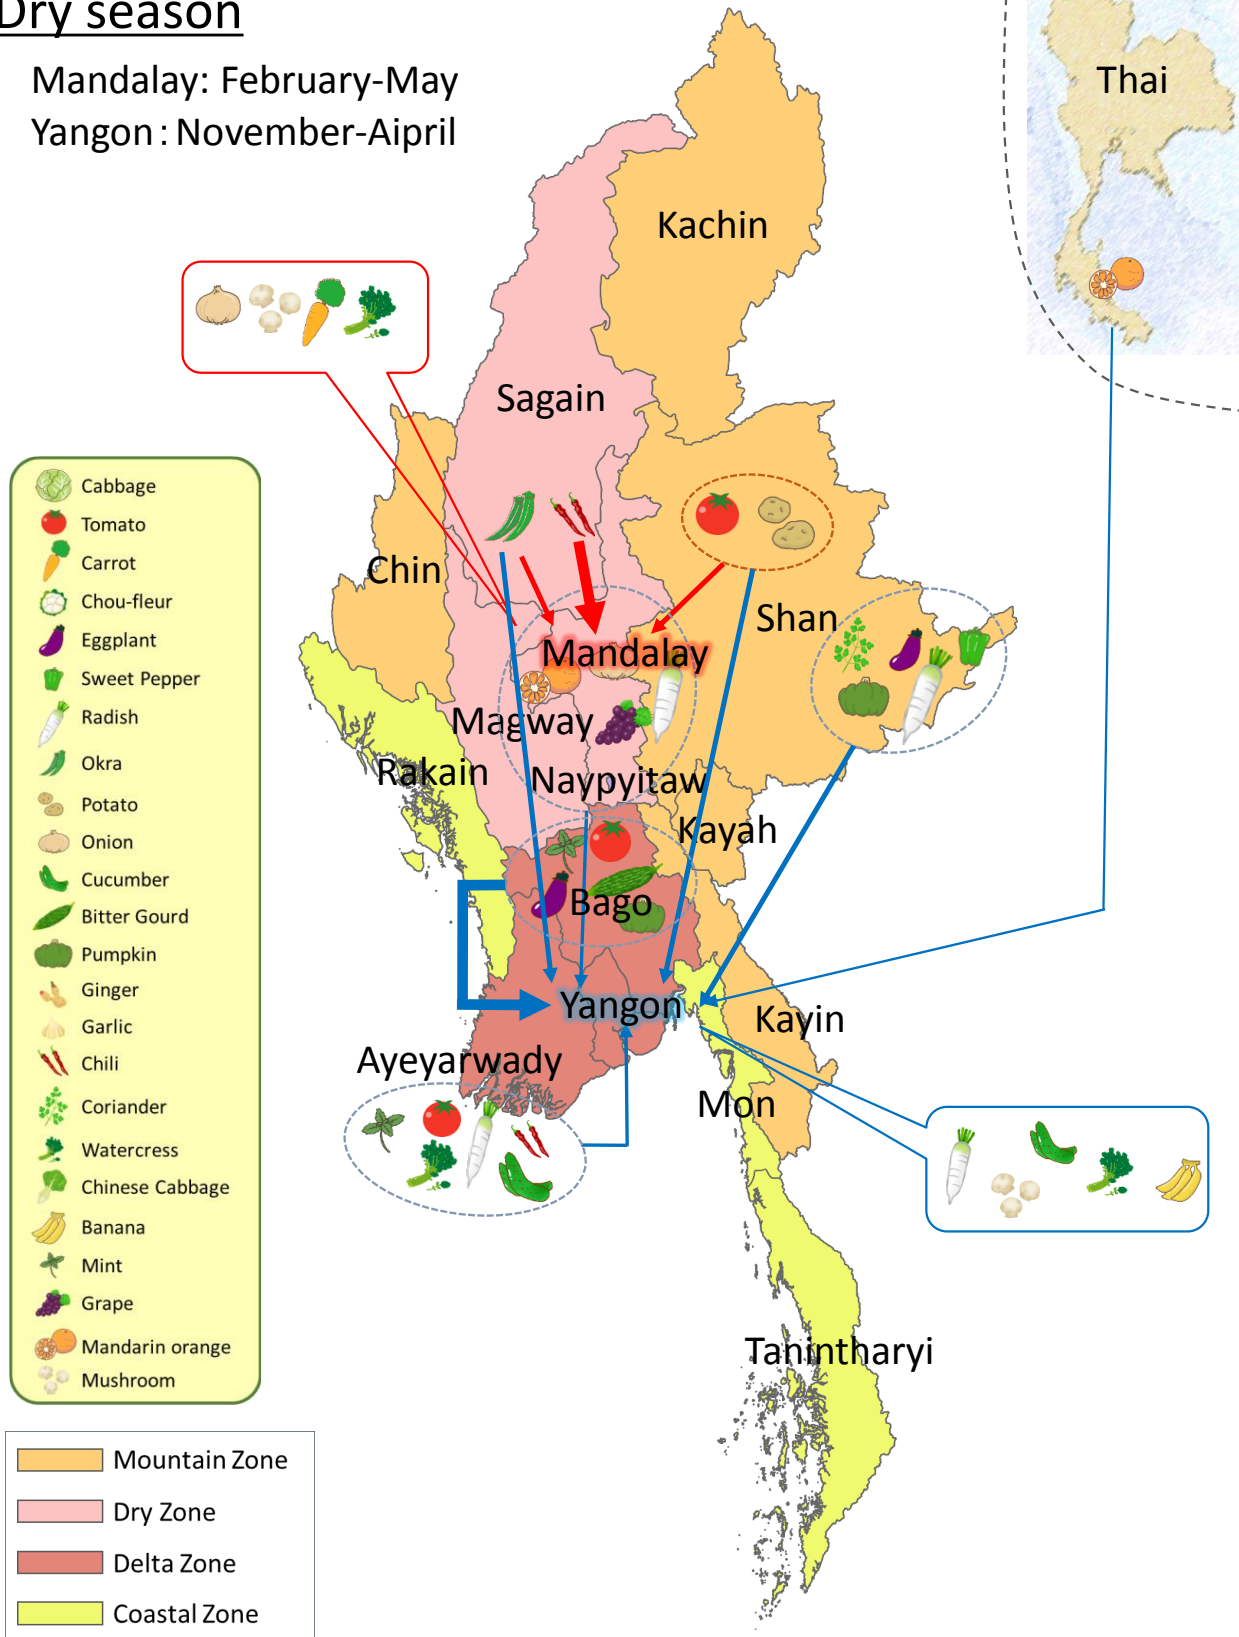 Dry season
Mandalay: February-May
Yangon : November-Aipril
Thai
Kachin
Sagain
Chin
Shan
Mandalay
Magway
Rakain
Naypyitaw
Kayah
Bago
Yangon
Kayin
Ayeyarwady
Mon
Tanintharyi
Cabbage
Tomato
Carrot
Chou-fleur
Eggplant
Sweet Pepper
Radish
Okra
Potato
Onion
Cucumber
Bitter Gourd
Pumpkin
Ginger
Garlic
Chili
Coriander
Watercress
Chinese Cabbage
Banana
Mint
Grape
Mandarin orange
Mushroom
Mountain Zone
Dry Zone
Delta Zone
Coastal Zone